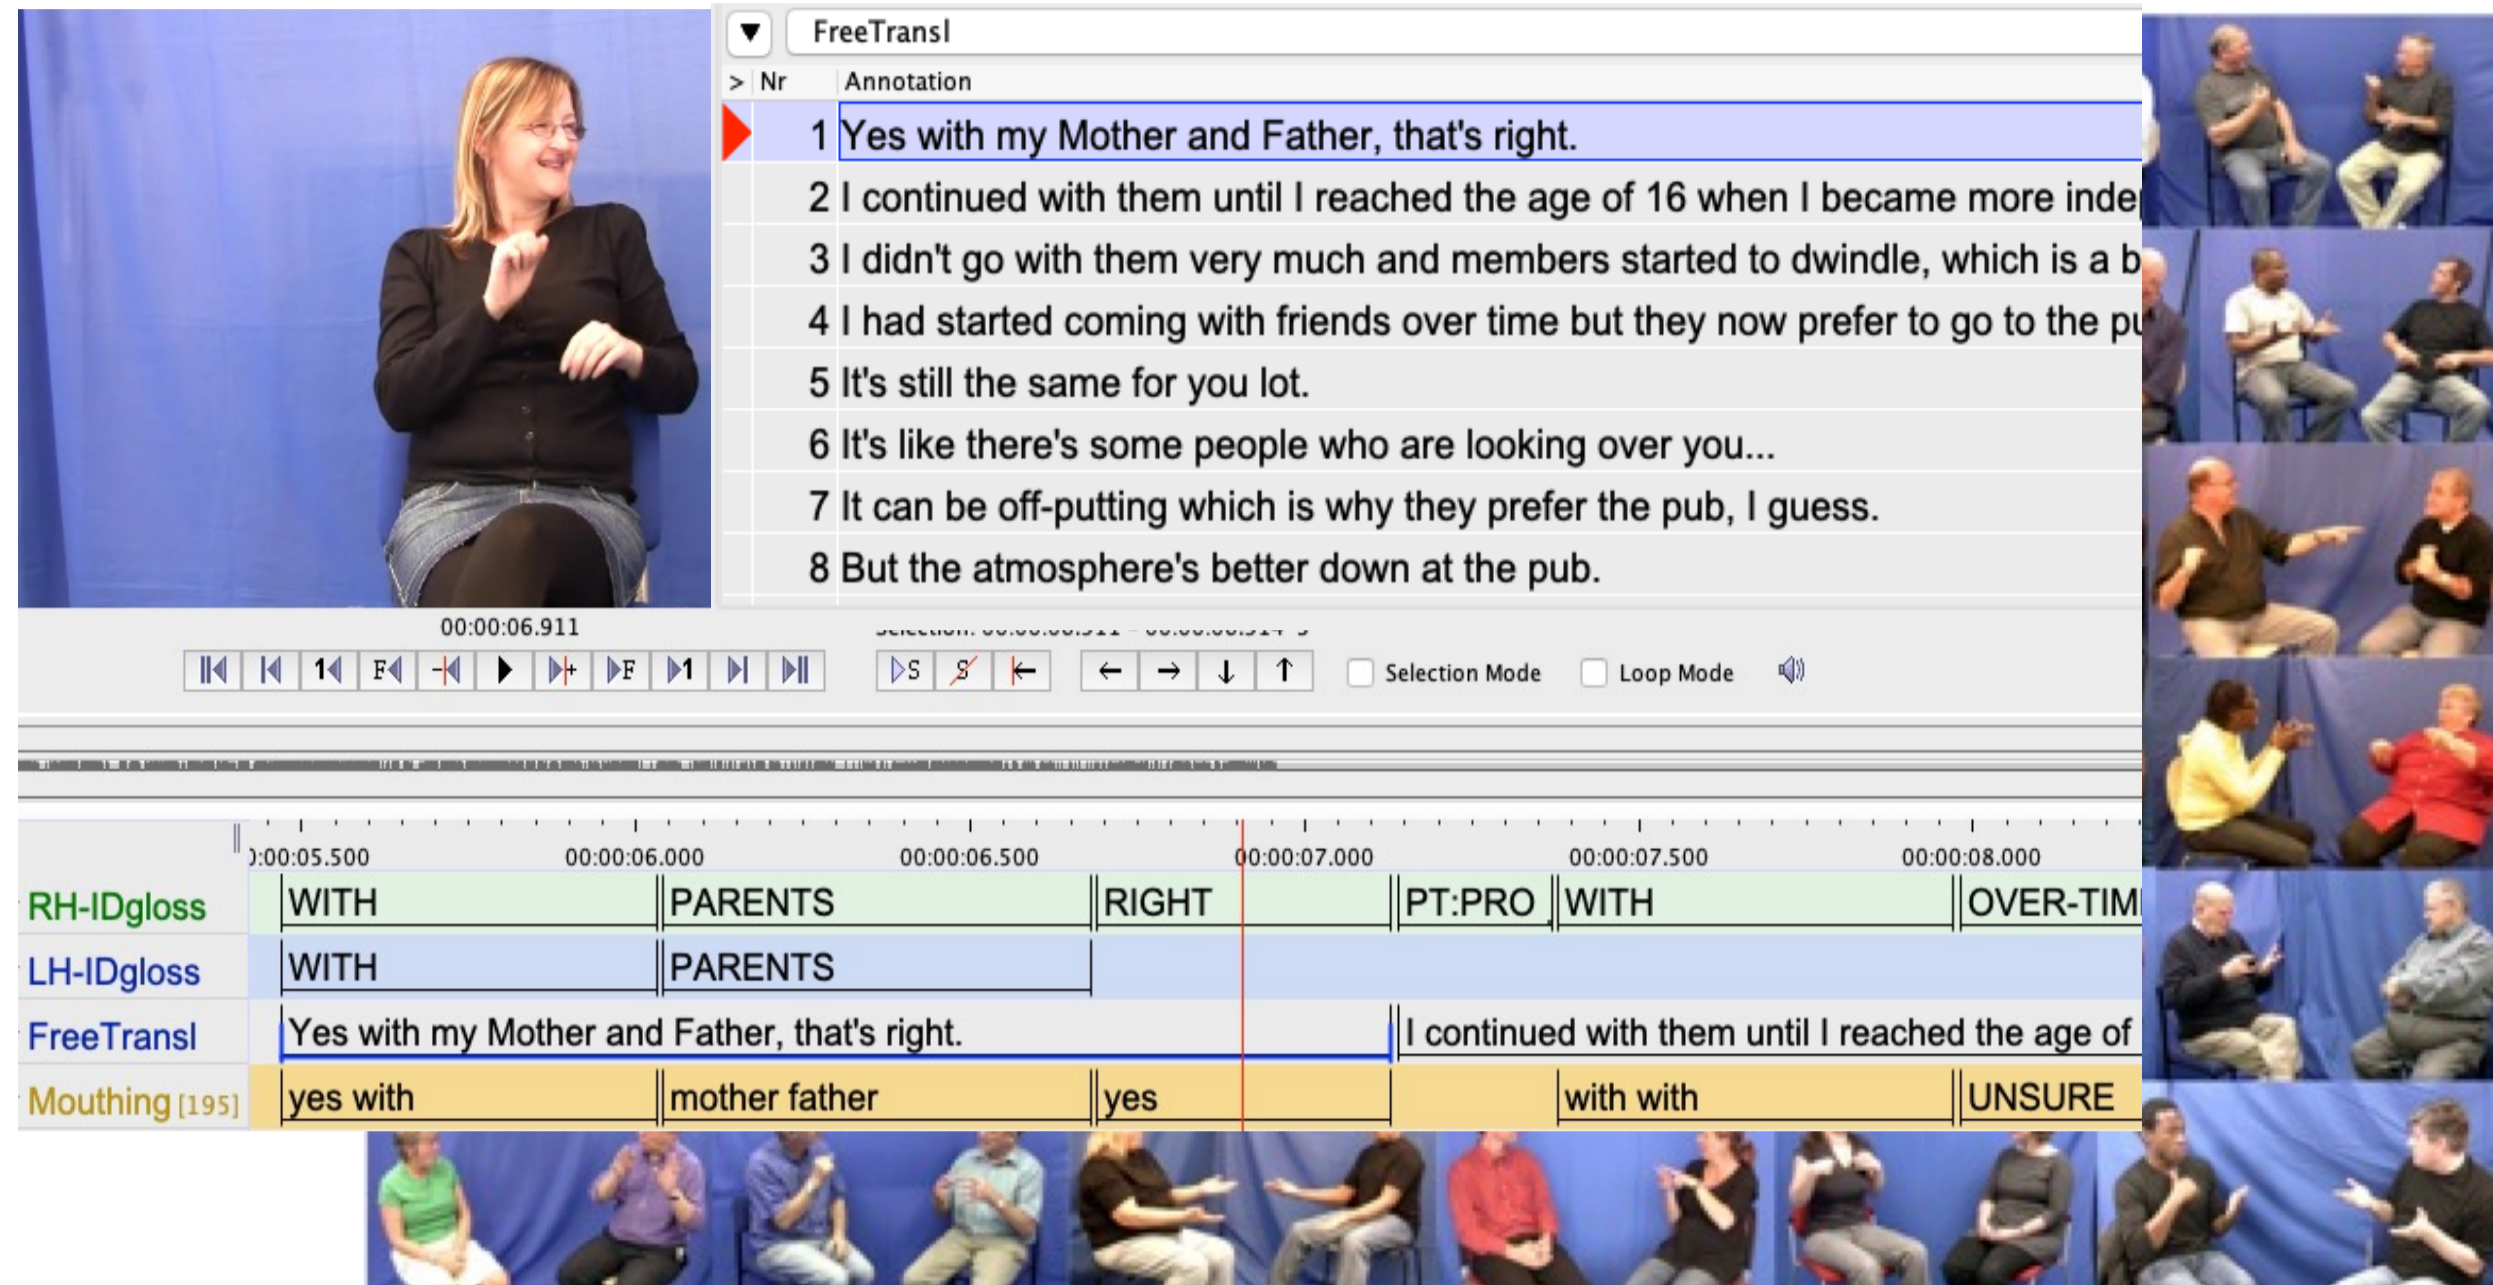 FreeTransl
> Nr Annotation
1 Yes with my Mother and Father, that's right.
2 I continued with them until I reached the age of 16 when I became more inde
3 I didn't go with them very much and members started to dwindle, which is a b
4 I had started coming with friends over time but they now prefer to go to the pu
5 It's still the same for you lot.
6 It's like there's some people who are looking over you...
7 It can be off-putting which is why they prefer the pub, I guess.
8 But the atmosphere's better down at the pub.
00:00:06.911
1 F F 1 S S Selection Mode Loop Mode
0:00:05.500 00:00:06.000 00:00:06.500 00:00:07.000 00:00:07.500 00:00:08.000
RH-IDgloss WITH PARENTS RIGHT PT:PRO WITH OVER-TIM
LH-IDgloss WITH PARENTS
FreeTransl Yes with my Mother and Father, that's right. I continued with them until I reached the age of
Mouthing [195] yes with mother father yes with with UNSURE